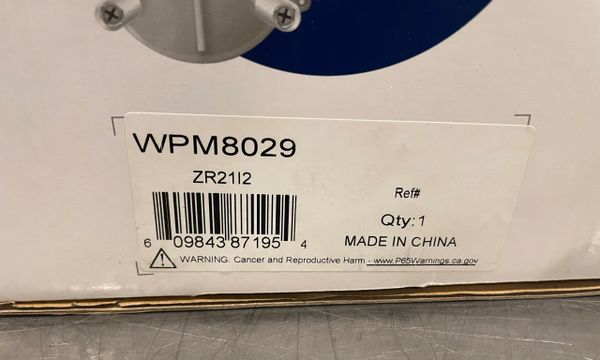 WPM8029
ZR21I2
Ref#
Qty:1
6 09843 87195 4
MADE IN CHINA
WARNING: Cancer and Reproductive Harm - www.P65Warnings.ca.gov